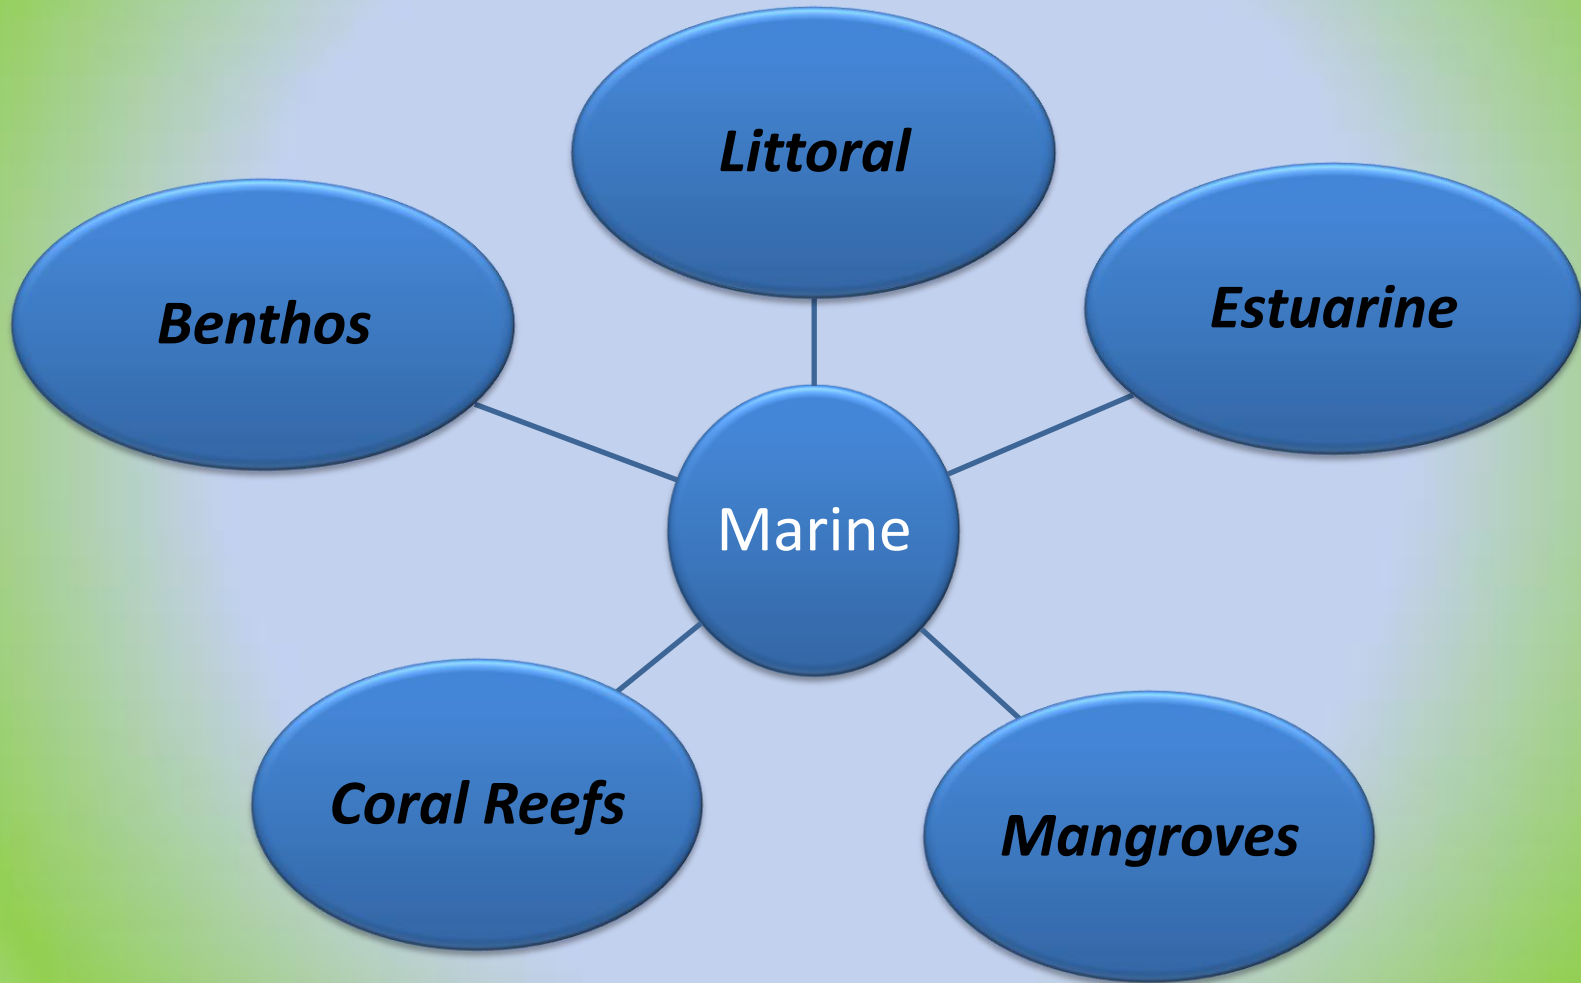 Littoral
Benthos
Estuarine
Marine
Coral Reefs
Mangroves